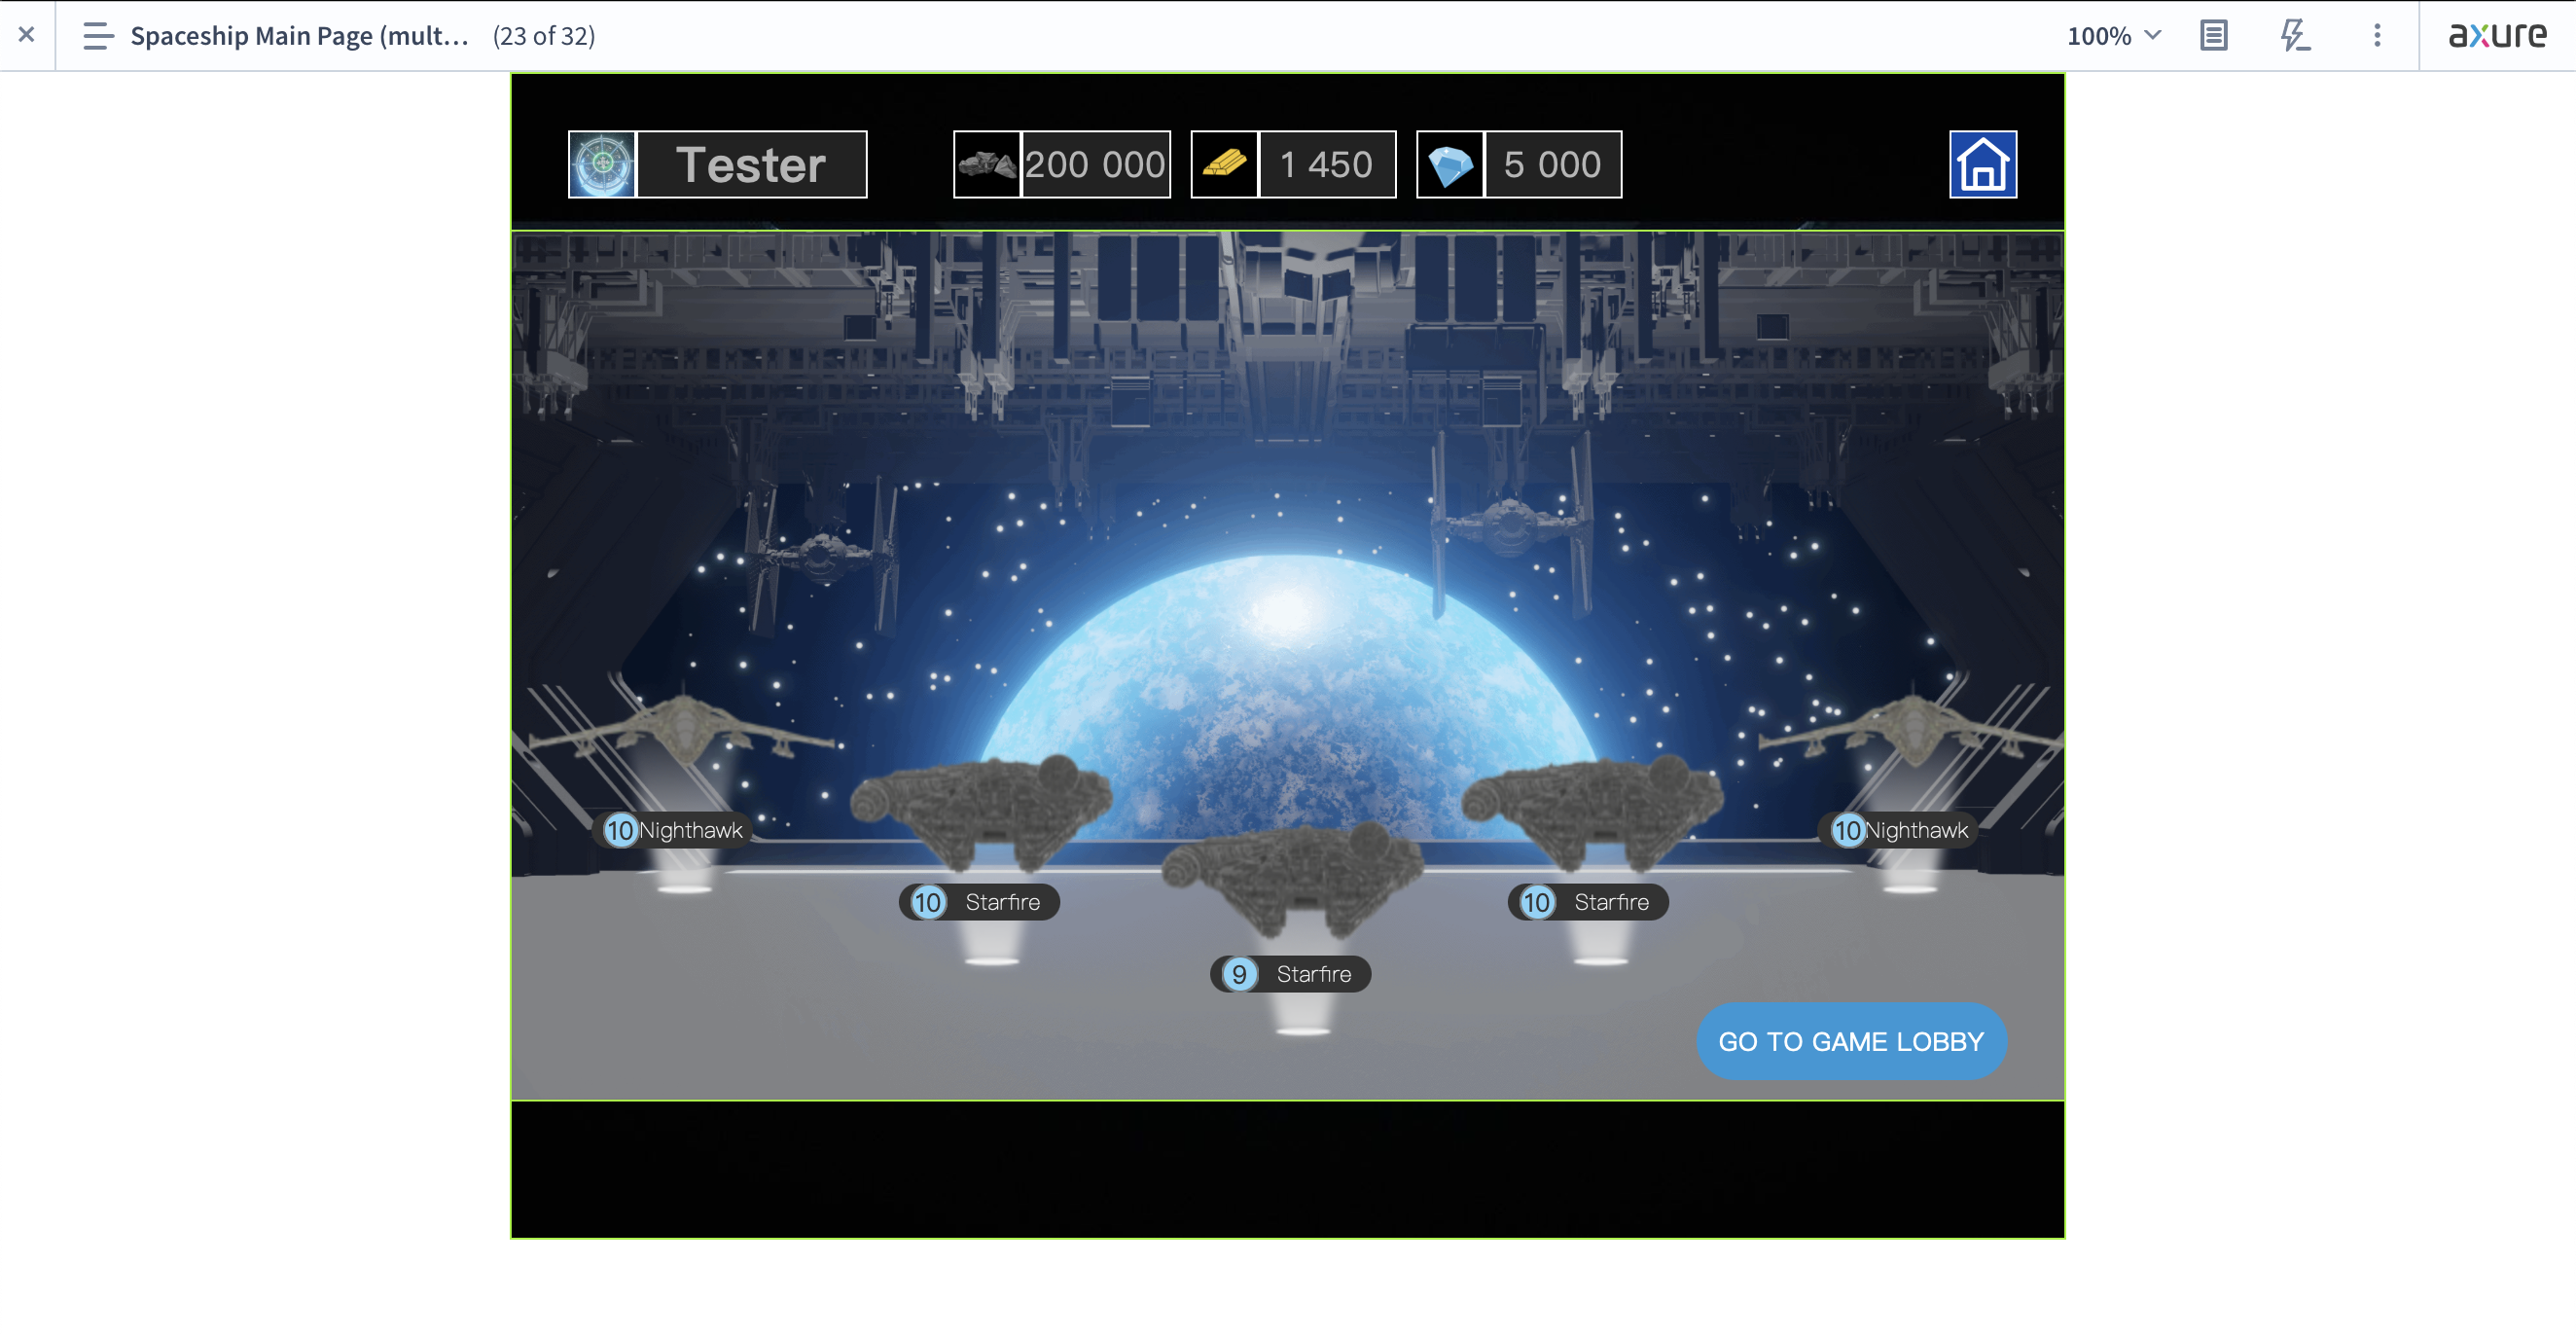 Spaceship Main Page (mult... (23 of 32) 100% axure
Tester 200 000 1 450 5 000
10 Nighthawk 10 Nighthawk
10 Starfire 10 Starfire
9 Starfire
GO TO GAME LOBBY